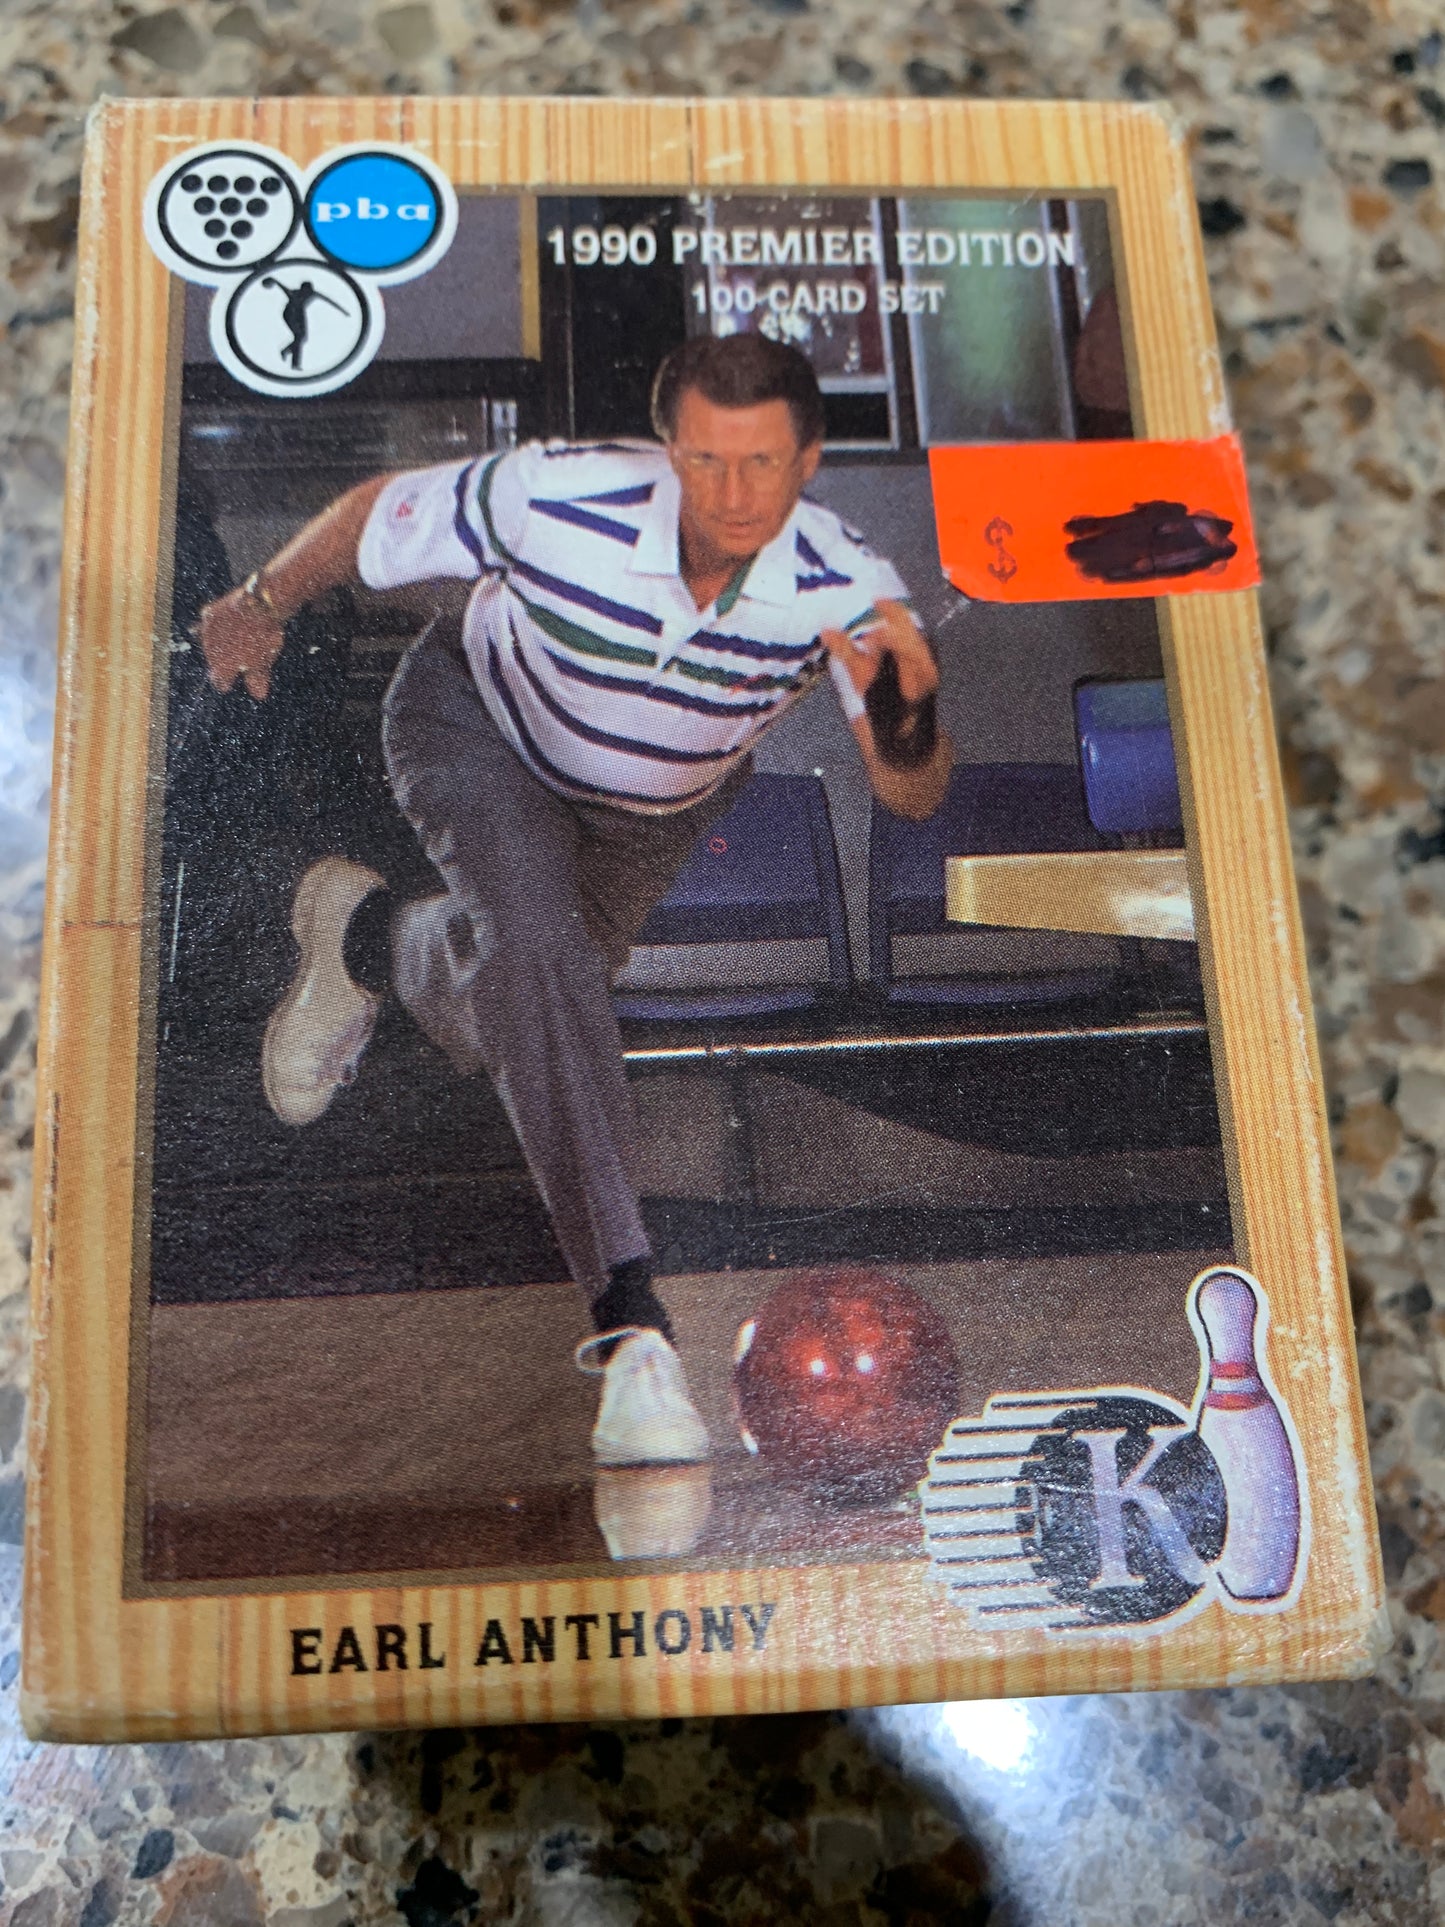 pba
1990 PREMIER EDITION
100 CARD SET
$
K
EARL ANTHONY